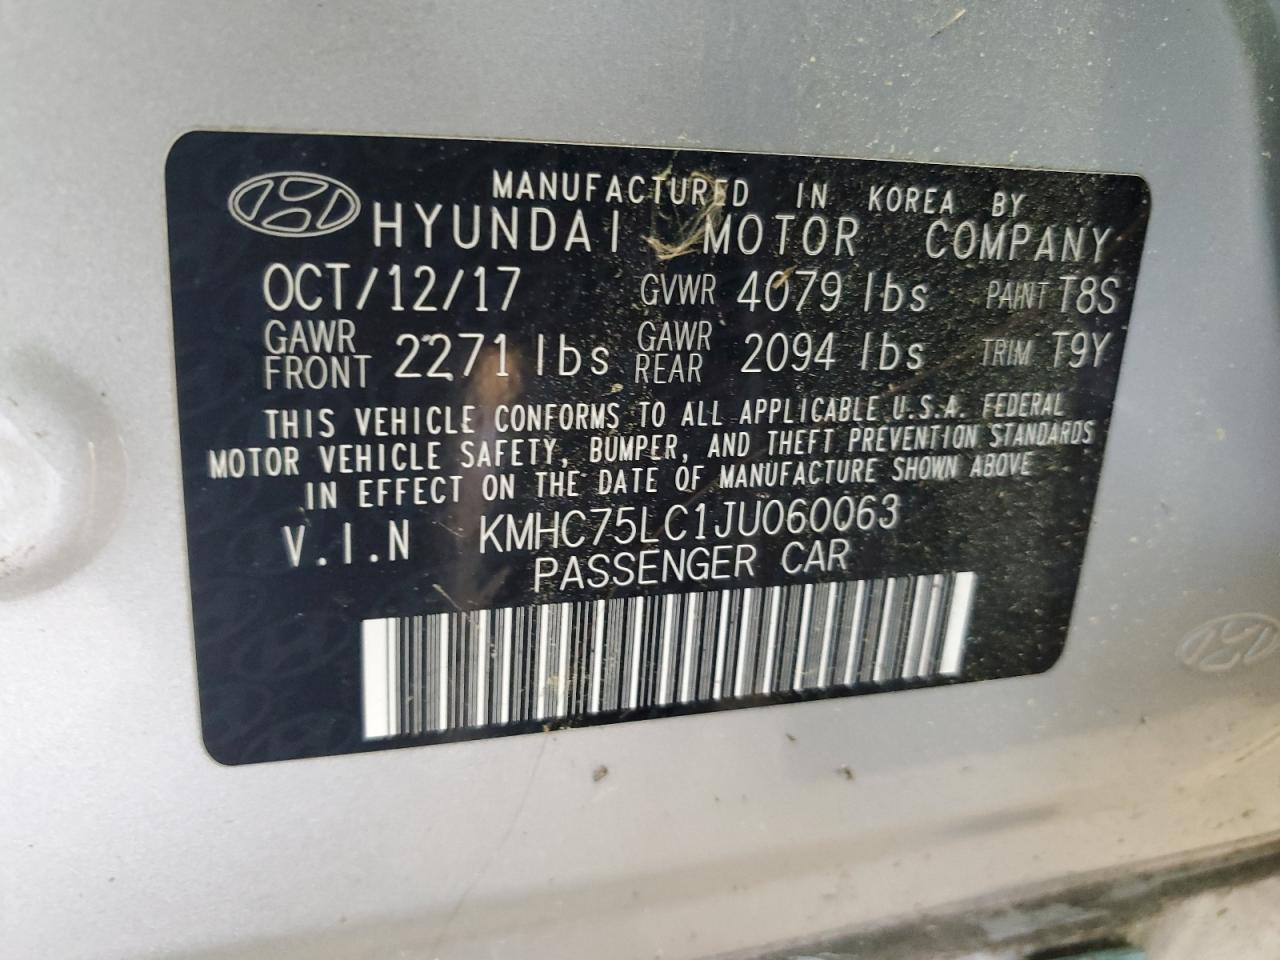 MANUFACTURED IN KOREA BY
HYUNDAI MOTOR COMPANY
OCT/12/17 GVWR 4079 lbs PAINT T8S
GAWR FRONT 2271 lbs GAWR REAR 2094 lbs TRIM T9Y
THIS VEHICLE CONFORMS TO ALL APPLICABLE U.S.A. FEDERAL
MOTOR VEHICLE SAFETY, BUMPER, AND THEFT PREVENTION STANDARDS
IN EFFECT ON THE DATE OF MANUFACTURE SHOWN ABOVE
V.I.N KMHC75LC1JU060063
PASSENGER CAR